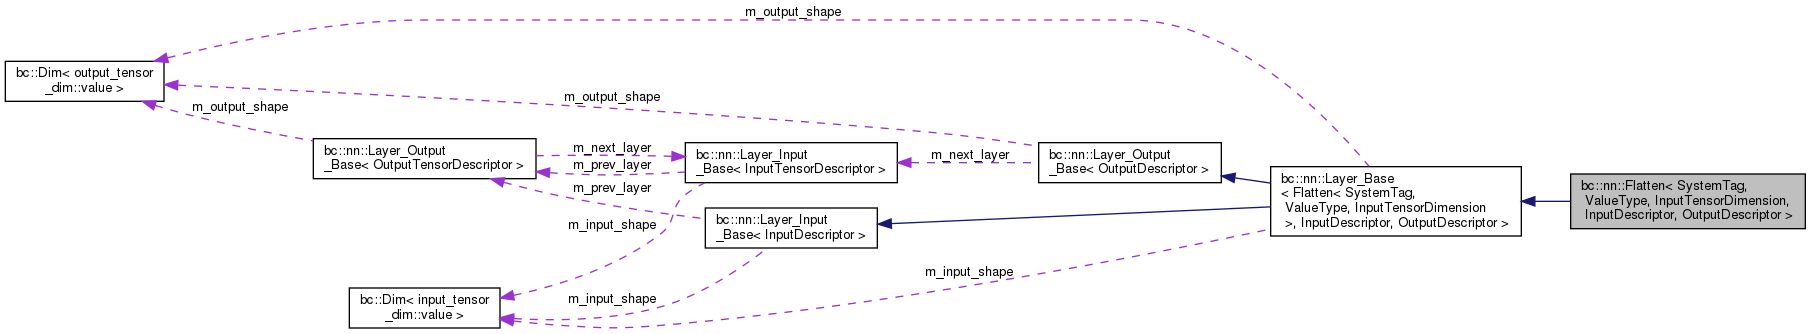 m_output_shape
bc::Dim< output_tensor
_dim::value >
m_output_shape
m_output_shape
bc::nn::Layer_Output
_Base< OutputTensorDescriptor >
m_next_layer
m_prev_layer
m_prev_layer
bc::nn::Layer_Input
_Base< InputTensorDescriptor >
m_next_layer
bc::nn::Layer_Output
_Base< OutputDescriptor >
bc::nn::Layer_Base
< Flatten< SystemTag,
ValueType, InputTensorDimension
>, InputDescriptor, OutputDescriptor >
bc::nn::Flatten< SystemTag,
ValueType, InputTensorDimension,
InputDescriptor, OutputDescriptor >
m_input_shape
bc::nn::Layer_Input
_Base< InputDescriptor >
m_input_shape
bc::Dim< input_tensor
_dim::value >
m_input_shape